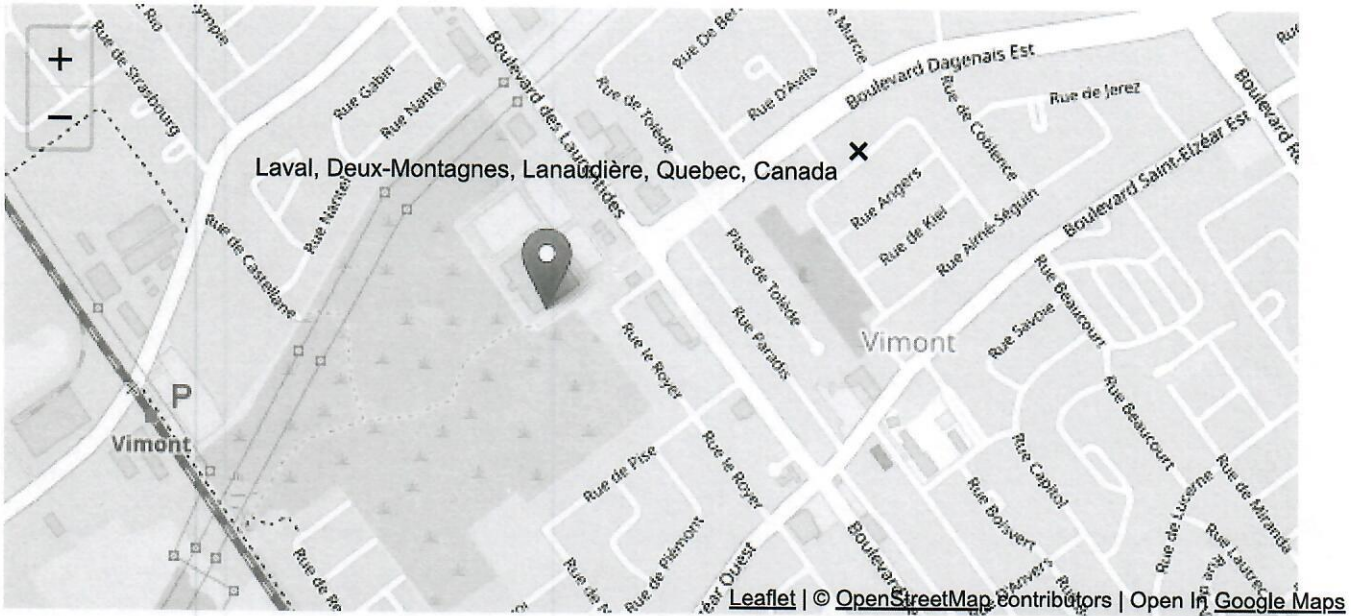 +
−
Rue de Strasbourg
Rue Gabin
Rue Nantel
Boulevard des Laurentides
Rue de Tolède
Rue D'Avila
Boulevard Dagenais Est
Rue de Coblence
Rue de Jerez
Boulevard Saint-Elzéar Est
Laval, Deux-Montagnes, Lanaudière, Quebec, Canada
×
Rue Nantel
Rue de Castellane
Rue Angers
Rue de Kiel
Rue Aimé-Séguin
Place de Tolède
Rue Paradis
Rue le Royer
Vimont
Rue Savoie
Rue Beaucourt
P
Vimont
Rue de Pise
Rue le Royer
Rue Capitol
Rue Beaucourt
Rue de Lucerne
Rue de Miranda
Rue Boisvert
Rue de Piémont
Boulevard
Leaflet | © OpenStreetMap contributors | Open In Google Maps